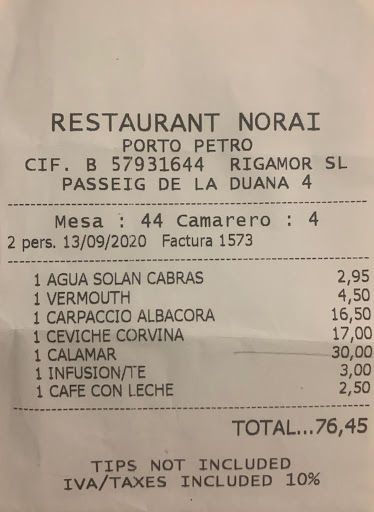 RESTAURANT NORAI
PORTO PETRO
CIF. B 57931644 RIGAMOR SL
PASSEIG DE LA DUANA 4
Mesa : 44 Camarero : 4
2 pers. 13/09/2020 Factura 1573
1 AGUA SOLAN CABRAS 2,95
1 VERMOUTH 4,50
1 CARPACCIO ALBACORA 16,50
1 CEVICHE CORVINA 17,00
1 CALAMAR 30,00
1 INFUSION/TE 3,00
1 CAFE CON LECHE 2,50
TOTAL...76,45
TIPS NOT INCLUDED
IVA/TAXES INCLUDED 10%